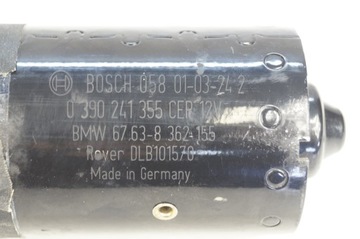 BOSCH 058 01-03-24 2
0 390 241 355 CEP 12V
BMW 67.63-8 362 155
Royer DLB101570
Made in Germany